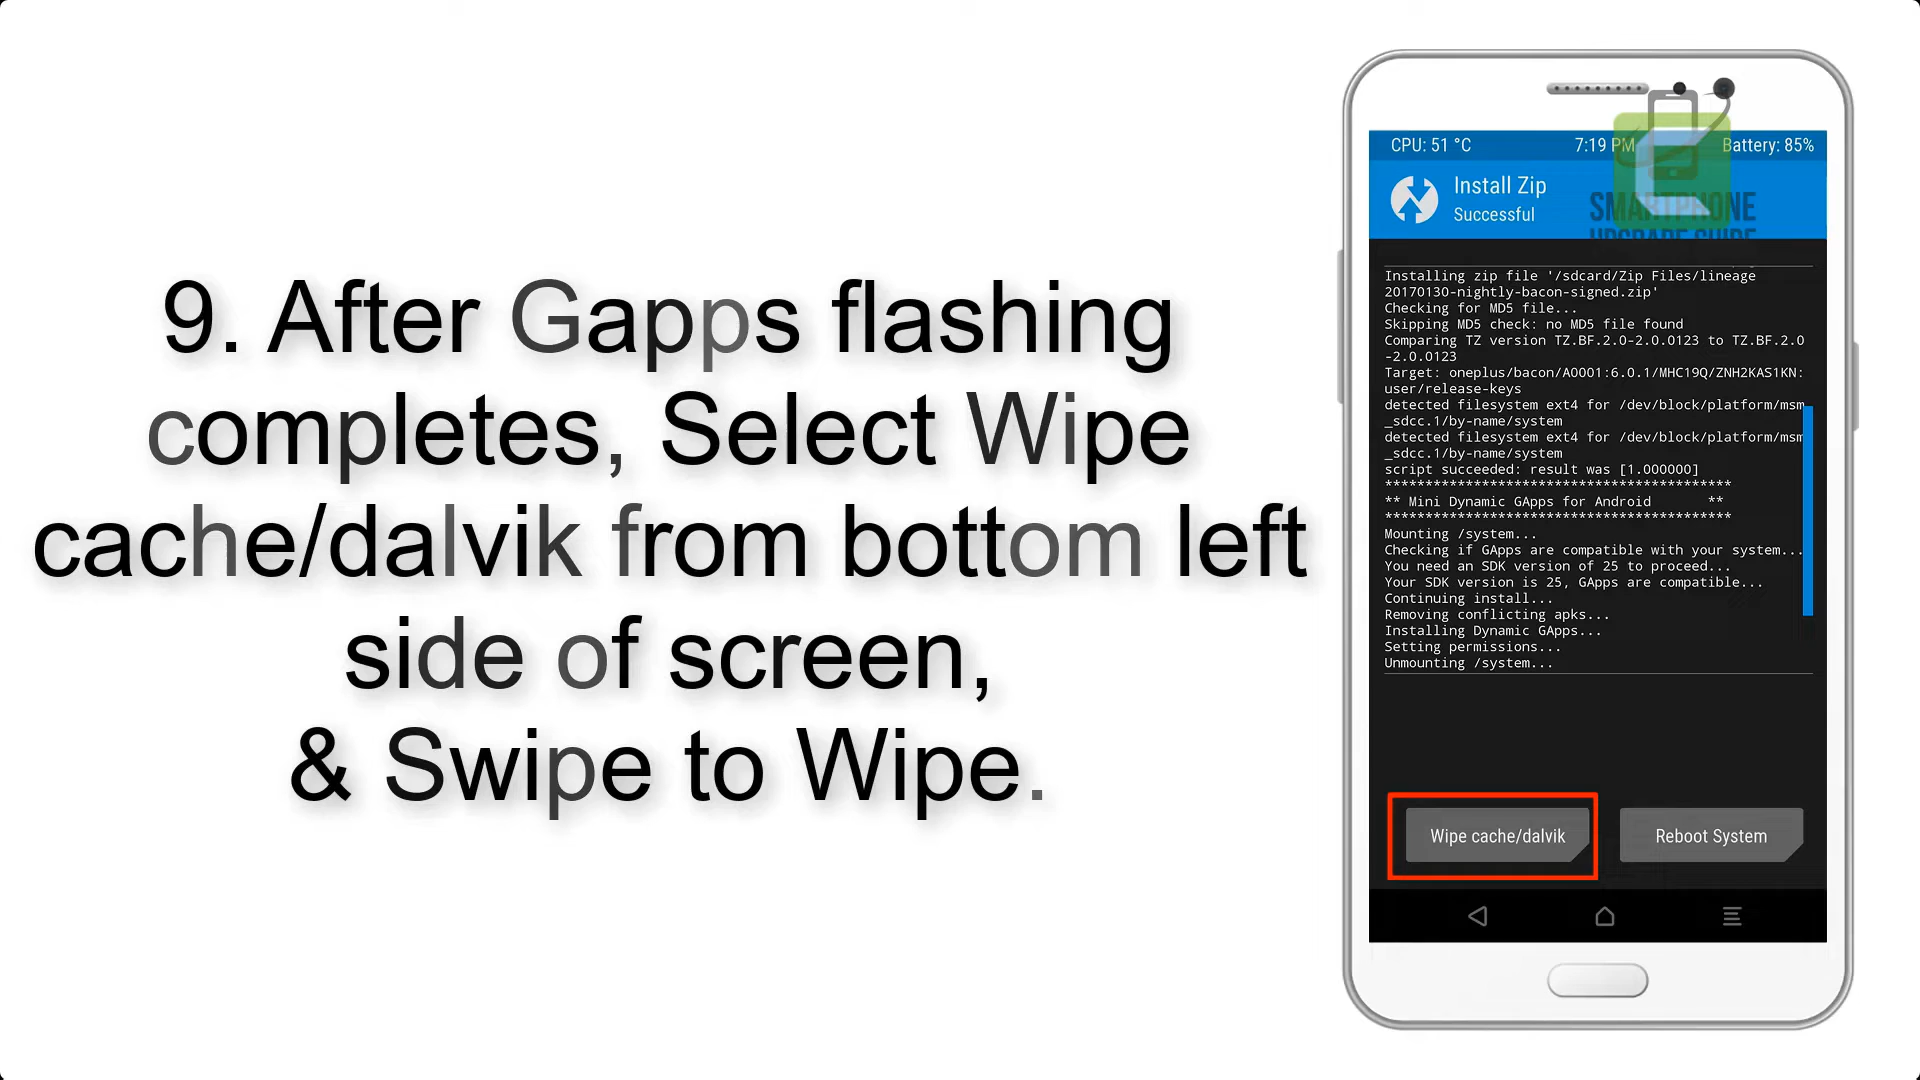 9. After Gapps flashing
completes, Select Wipe
cache/dalvik from bottom left
side of screen,
& Swipe to Wipe.
CPU: 51 °C 7:19 PM Battery: 85%
Install Zip
Successful
SMARTPHONE
UPGRADE GUIDE
Installing zip file '/sdcard/Zip Files/lineage
20170130-nightly-bacon-signed.zip'
Checking for MD5 file...
Skipping MD5 check: no MD5 file found
Comparing TZ version TZ.BF.2.0-2.0.0123 to TZ.BF.2.0
-2.0.0123
Target: oneplus/bacon/A0001:6.0.1/MHC19Q/ZNH2KAS1KN:
user/release-keys
detected filesystem ext4 for /dev/block/platform/msm
_sdcc.1/by-name/system
detected filesystem ext4 for /dev/block/platform/msm
_sdcc.1/by-name/system
script succeeded: result was [1.000000]
*******************************************
** Mini Dynamic GApps for Android **
*******************************************
Mounting /system...
Checking if GApps are compatible with your system...
You need an SDK version of 25 to proceed...
Your SDK version is 25, GApps are compatible...
Continuing install...
Removing conflicting apks...
Installing Dynamic GApps...
Setting permissions...
Unmounting /system...
Wipe cache/dalvik
Reboot System